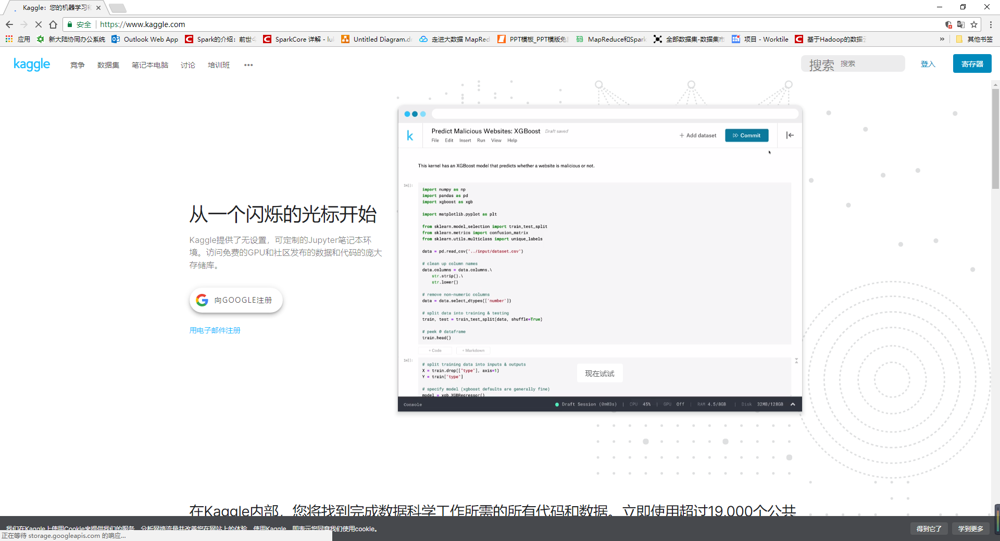 Kaggle：您的机器学习和
安全 https://www.kaggle.com
应用 新大陆协同办公系统 Outlook Web App Spark的介绍：前世 SparkCore 详解 - lu Untitled Diagram.d 走进大数据 MapRed PPT模板_PPT模版免 MapReduce和Spark 全部数据集-数据集市 项目 - Worktile 基于Hadoop的数据 » 其他书签
kaggle 竞争 数据集 笔记本电脑 讨论 培训班 ••• 搜索 搜索 登入 寄存器
Predict Malicious Websites: XGBoost Draft saved
File Edit Insert Run View Help
+ Add dataset Commit
k
This kernel has an XGBoost model that predicts whether a website is malicious or not.
In[]:
import numpy as np
import pandas as pd
import xgboost as xgb
import matplotlib.pyplot as plt
from sklearn.model_selection import train_test_split
from sklearn.metrics import confusion_matrix
from sklearn.utils.multiclass import unique_labels
data = pd.read_csv('../input/dataset.csv')
# clean up column names
data.columns = data.columns.\
str.strip().\
str.lower()
# remove non-numeric columns
data = data.select_dtypes(['number'])
# split data into training & testing
train, test = train_test_split(data, shuffle=True)
# peek @ dataframe
train.head()
+ Code + Markdown
In[]:
# split training data into inputs & outputs
X = train.drop(["type"], axis=1)
Y = train["type"]
# specify model (xgboost defaults are generally fine)
model = xgb.XGBRegressor()
现在试试
Console Draft Session (0m03s) | CPU 45% | GPU Off | RAM 4.5/8GB | Disk 32MB/128GB
从一个闪烁的光标开始
Kaggle提供了无设置，可定制的Jupyter笔记本环
境。访问免费的GPU和社区发布的数据和代码的庞大
存储库。
向GOOGLE注册
用电子邮件注册
在Kaggle内部，您将找到完成数据科学工作所需的所有代码和数据。立即使用超过19,000个公共
我们在Kaggle上使用Cookie来提供我们的服务，分析网络流量并改善您在网站上的体验。使用Kaggle，即表示您同意我们使用cookie。
得到它了 学到更多
正在等待 storage.googleapis.com 的响应...